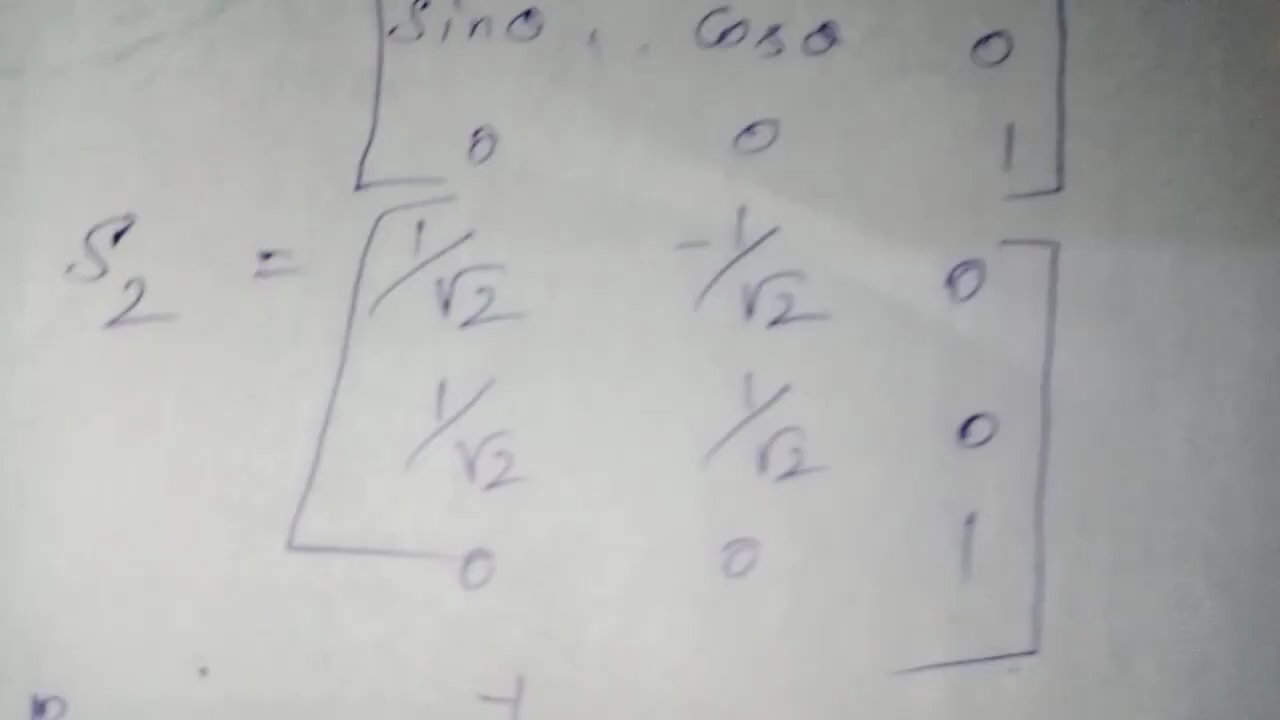 sinθ cosθ 0
0 0 1
S₂ = [ 1/√2 -1/√2 0
1/√2 1/√2 0
0 0 1 ]